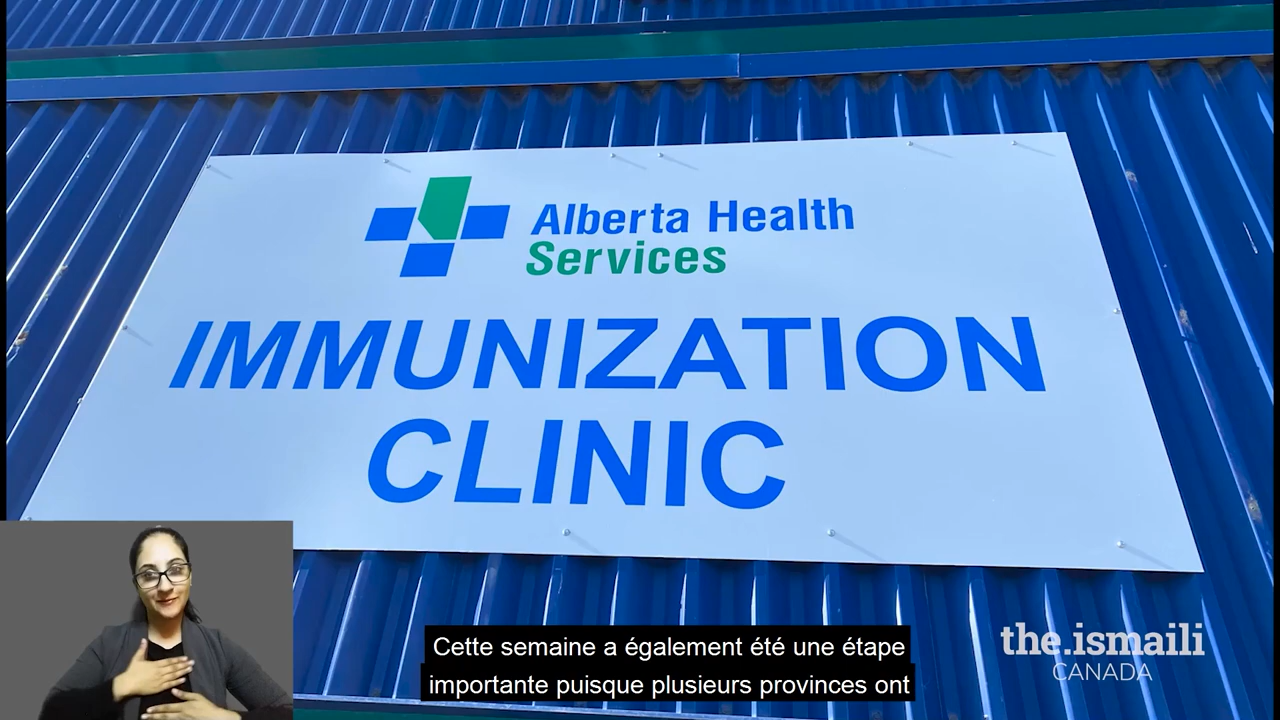 Alberta Health
Services
IMMUNIZATION
CLINIC
the.ismaili
CANADA
Cette semaine a également été une étape
importante puisque plusieurs provinces ont